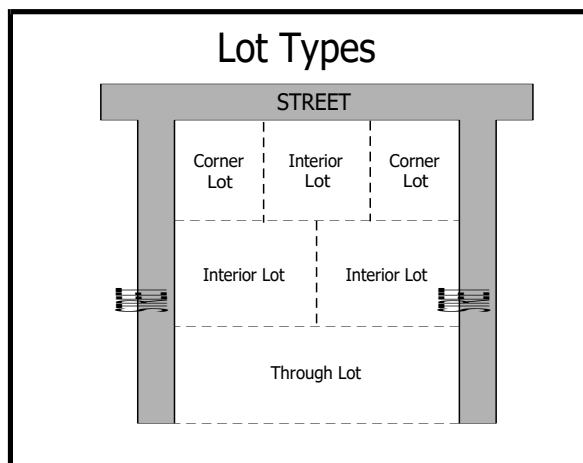 Lot Types
STREET
Corner
Lot
Interior
Lot
Corner
Lot
Interior Lot
Interior Lot
Through Lot